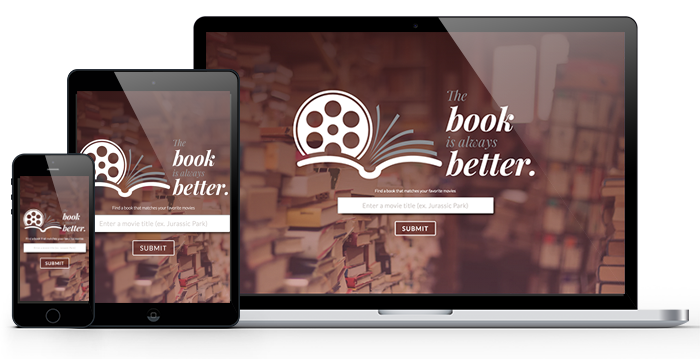 The
book
is always
better.
Find a book that matches your favorite movies
Enter a movie title (ex. Jurassic Park)
SUBMIT
The
book
is always
better.
Find a book that matches your favorite movies
Enter a movie title (ex. Jurassic Park)
SUBMIT
book
better.
SUBMIT